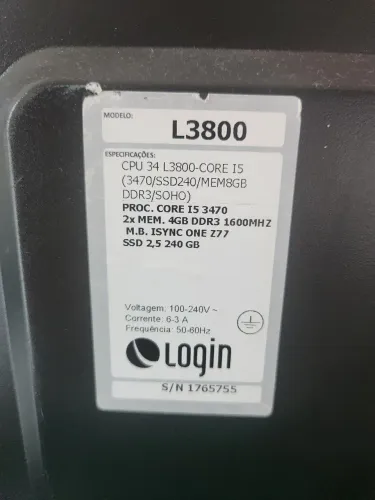 MODELO:
L3800
ESPECIFICAÇÕES:
CPU 34 L3800-CORE I5
(3470/SSD240/MEM8GB
DDR3/SOHO)
PROC. CORE I5 3470
2x MEM. 4GB DDR3 1600MHZ
M.B. ISYNC ONE Z77
SSD 2,5 240 GB
Voltagem: 100-240V ~
Corrente: 6-3 A
Frequência: 50-60Hz
Login
S/N 1765755